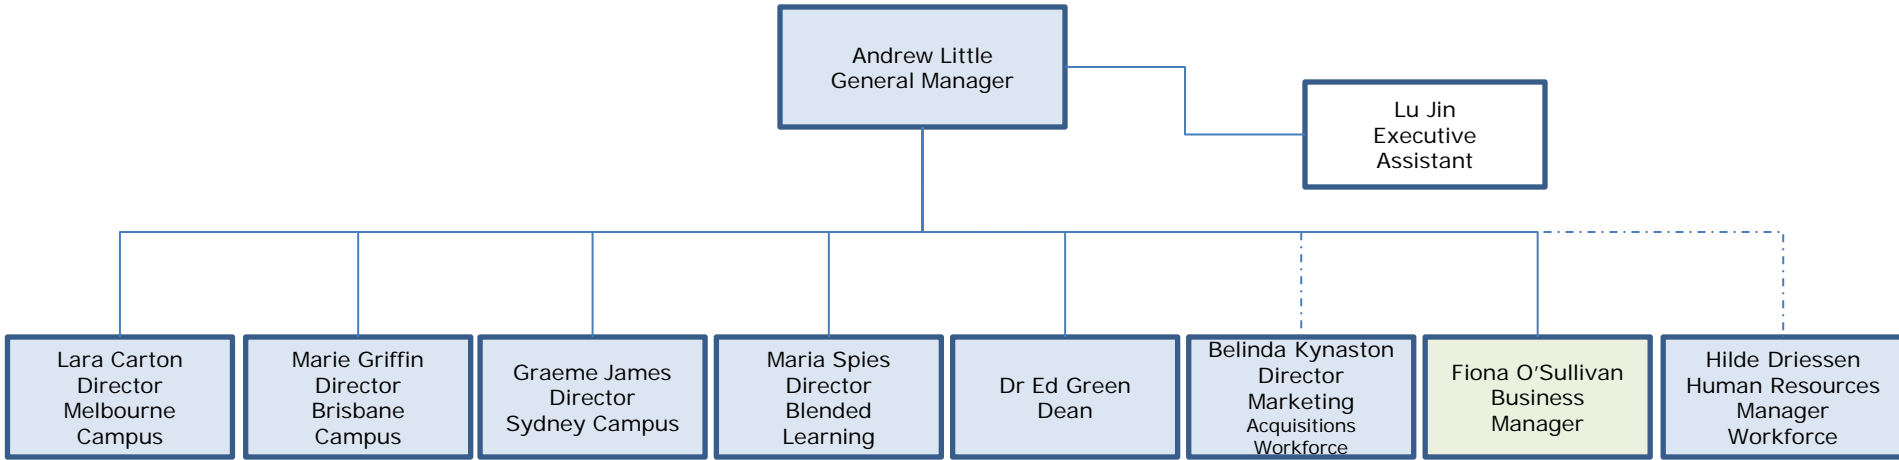 Andrew Little
General Manager
Lu Jin
Executive
Assistant
Lara Carton
Director
Melbourne
Campus
Marie Griffin
Director
Brisbane
Campus
Graeme James
Director
Sydney Campus
Maria Spies
Director
Blended
Learning
Dr Ed Green
Dean
Belinda Kynaston
Director
Marketing
Acquisitions
Workforce
Fiona O’Sullivan
Business
Manager
Hilde Driessen
Human Resources
Manager
Workforce